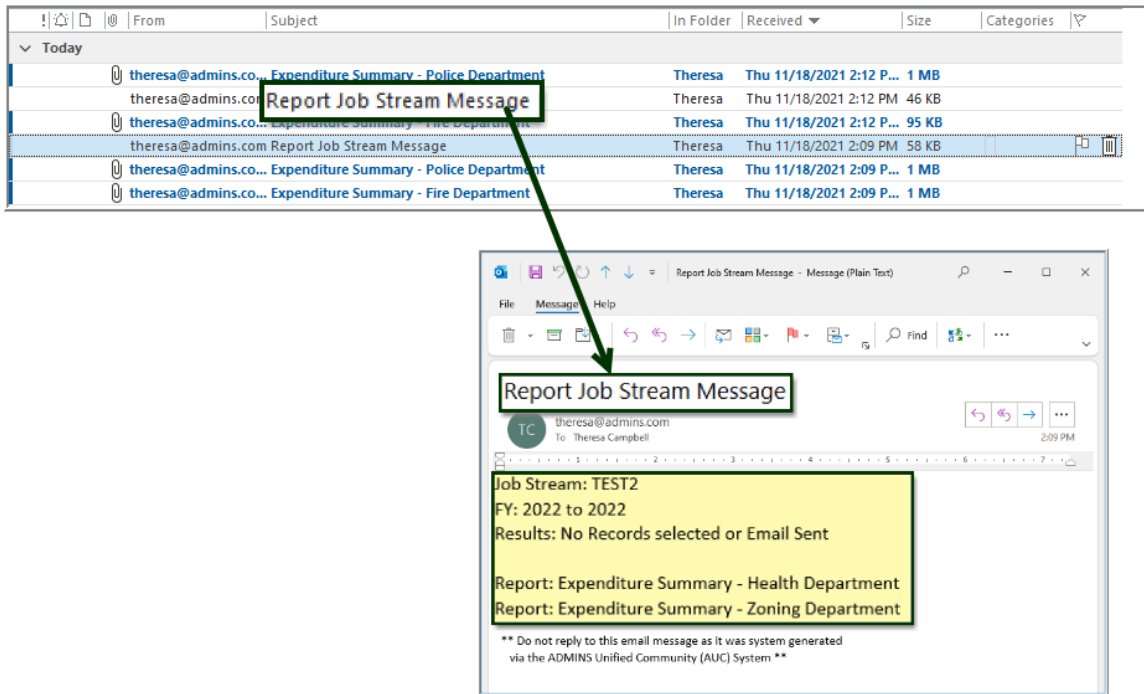 ! From Subject In Folder Received Size Categories
Today
theresa@admins.co... Expenditure Summary - Police Department Theresa Thu 11/18/2021 2:12 P... 1 MB
theresa@admins.com Report Job Stream Message Theresa Thu 11/18/2021 2:12 PM 46 KB
theresa@admins.co... Expenditure Summary - Fire Department Theresa Thu 11/18/2021 2:12 P... 95 KB
theresa@admins.com Report Job Stream Message Theresa Thu 11/18/2021 2:09 PM 58 KB
theresa@admins.co... Expenditure Summary - Police Department Theresa Thu 11/18/2021 2:09 P... 1 MB
theresa@admins.co... Expenditure Summary - Fire Department Theresa Thu 11/18/2021 2:09 P... 1 MB
Report Job Stream Message - Message (Plain Text)
File Message Help
Find
Report Job Stream Message
TC
theresa@admins.com
To Theresa Campbell
2:09 PM
1 2 3 4 5 6 7
Job Stream: TEST2
FY: 2022 to 2022
Results: No Records selected or Email Sent
Report: Expenditure Summary - Health Department
Report: Expenditure Summary - Zoning Department
** Do not reply to this email message as it was system generated
via the ADMINS Unified Community (AUC) System **